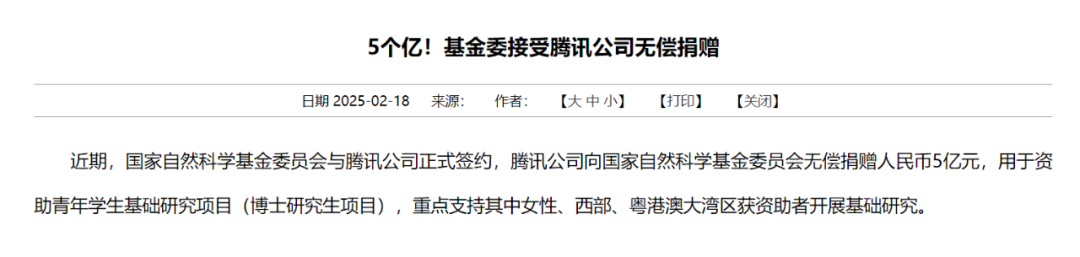 5个亿！基金委接受腾讯公司无偿捐赠
日期 2025-02-18 来源： 作者： 【大 中 小】 【打印】 【关闭】
近期，国家自然科学基金委员会与腾讯公司正式签约，腾讯公司向国家自然科学基金委员会无偿捐赠人民币5亿元，用于资
助青年学生基础研究项目（博士研究生项目），重点支持其中女性、西部、粤港澳大湾区获资助者开展基础研究。